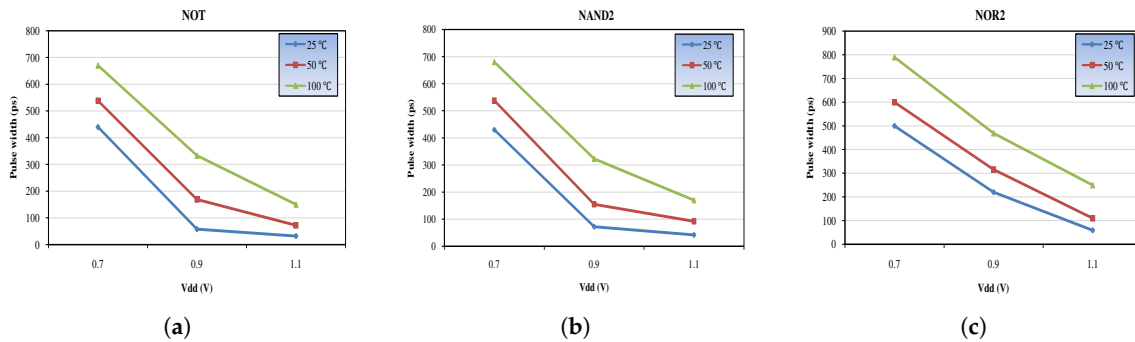 NOT
800
700
600
500
400
300
200
100
0
Pulse width (ps)
0.7 0.9 1.1
Vdd (V)
25 °C
50 °C
100 °C
(a)
NAND2
800
700
600
500
400
300
200
100
0
Pulse width (ps)
0.7 0.9 1.1
Vdd (V)
25 °C
50 °C
100 °C
(b)
NOR2
900
800
700
600
500
400
300
200
100
0
Pulse width (ps)
0.7 0.9 1.1
Vdd (V)
25 °C
50 °C
100 °C
(c)